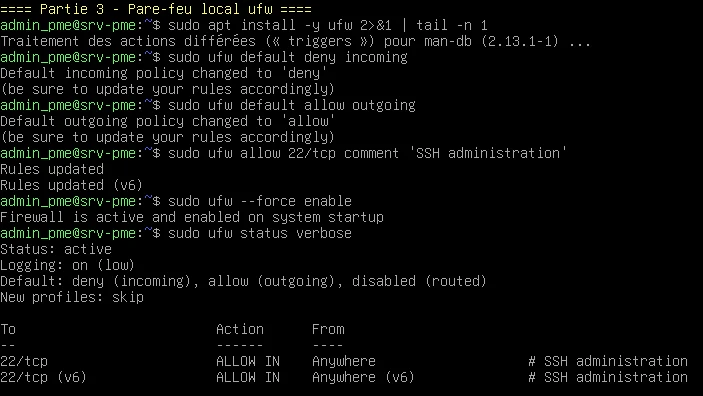 ==== Partie 3 - Pare-feu local ufw ====
admin_pme@srv-pme:~$ sudo apt install -y ufw 2>&1 | tail -n 1
Traitement des actions différées (« triggers ») pour man-db (2.13.1-1) ...
admin_pme@srv-pme:~$ sudo ufw default deny incoming
Default incoming policy changed to 'deny'
(be sure to update your rules accordingly)
admin_pme@srv-pme:~$ sudo ufw default allow outgoing
Default outgoing policy changed to 'allow'
(be sure to update your rules accordingly)
admin_pme@srv-pme:~$ sudo ufw allow 22/tcp comment 'SSH administration'
Rules updated
Rules updated (v6)
admin_pme@srv-pme:~$ sudo ufw --force enable
Firewall is active and enabled on system startup
admin_pme@srv-pme:~$ sudo ufw status verbose
Status: active
Logging: on (low)
Default: deny (incoming), allow (outgoing), disabled (routed)
New profiles: skip
To                         Action      From
--                         ------      ----
22/tcp                     ALLOW IN    Anywhere                   # SSH administration
22/tcp (v6)                ALLOW IN    Anywhere (v6)              # SSH administration